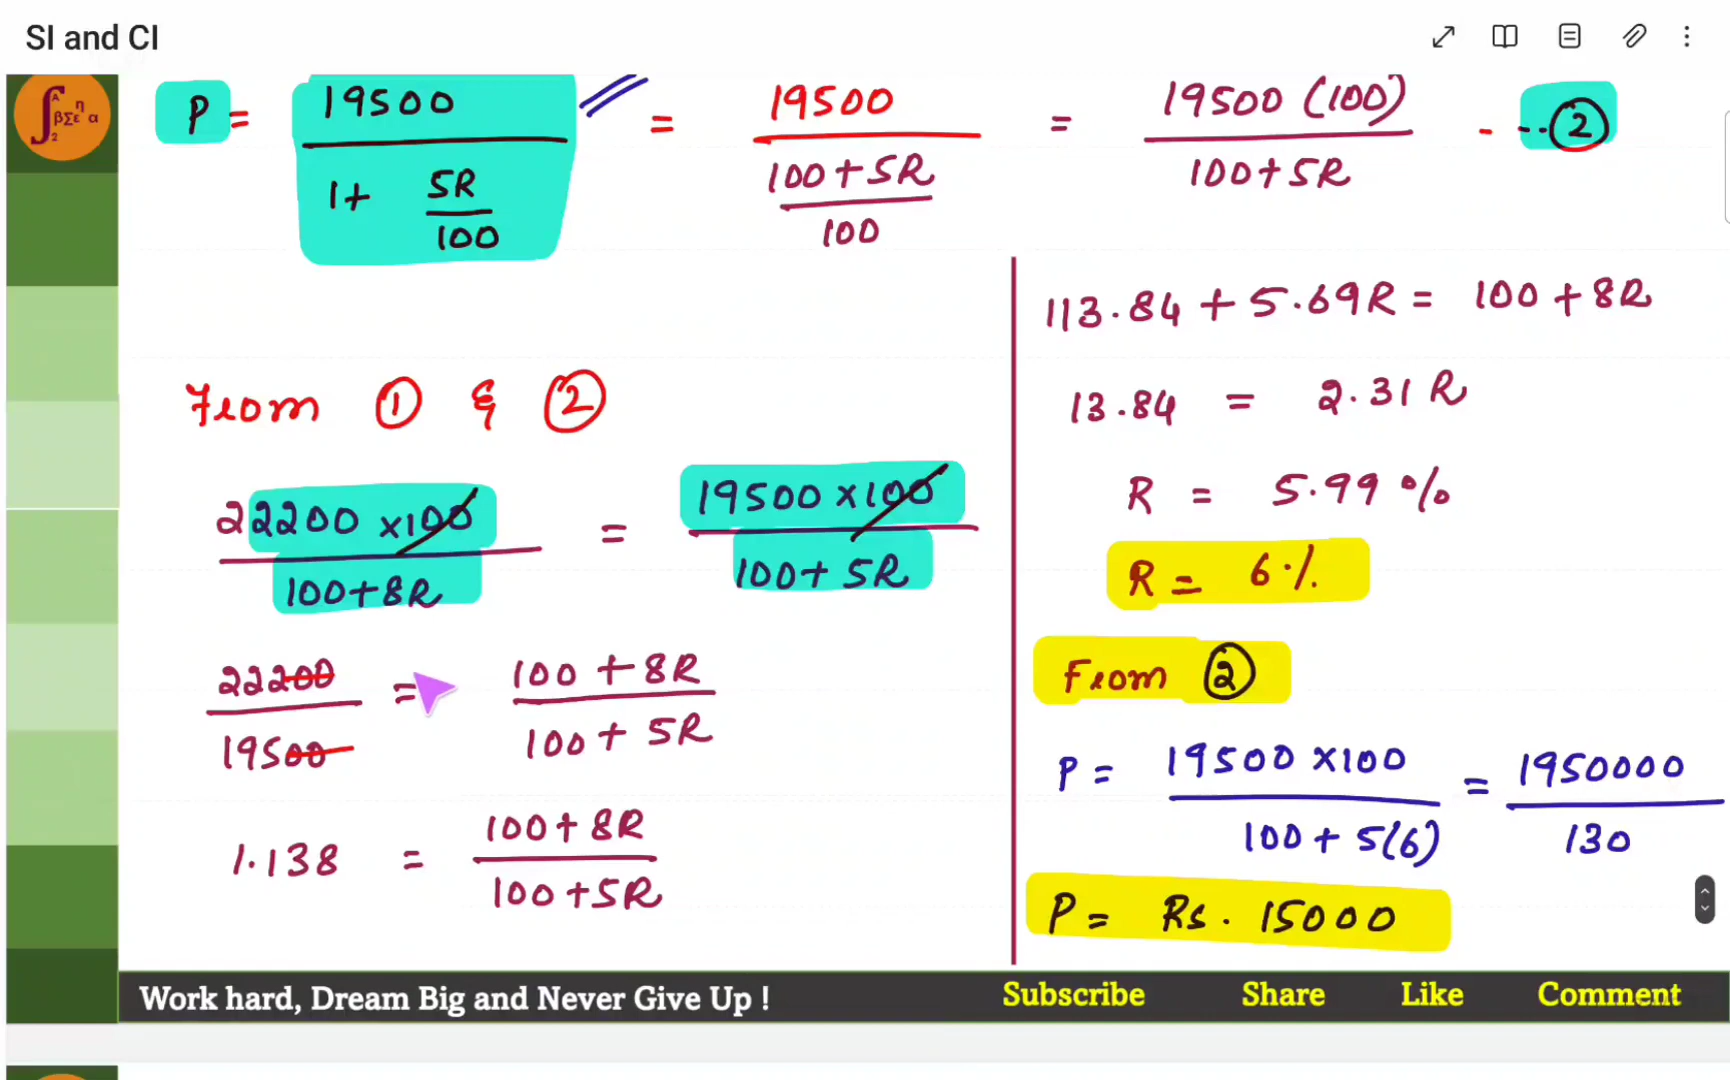 SI and CI
P = 19500 / (1 + 5R/100) = 19500 / ((100+5R)/100) = 19500 (100) / (100+5R) - -- ②
From ① & ②
22200 ×100 / (100+8R) = 19500 ×100 / (100+ 5R)
22200 / 19500 = (100 + 8R) / (100 + 5R)
1.138 = (100+ 8R) / (100 +5R)
113.84 + 5.69R = 100 + 8R
13.84 = 2.31 R
R = 5.99 %
R = 6 %
From ②
P = 19500 ×100 / (100 + 5(6)) = 1950000 / 130
P = Rs. 15000
Work hard, Dream Big and Never Give Up !
Subscribe Share Like Comment